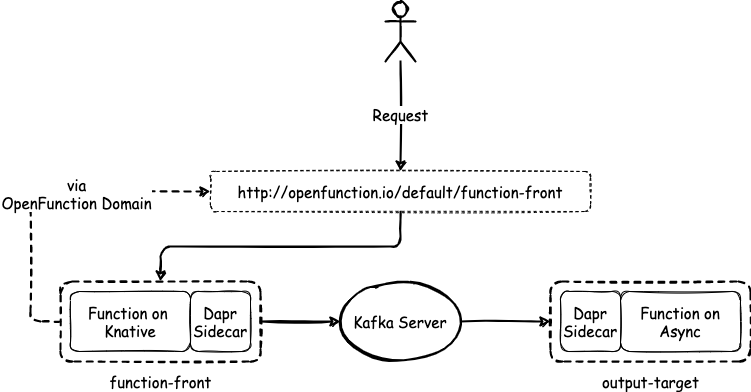 Request
via
OpenFunction Domain
http://openfunction.io/default/function-front
Function on
Knative
Dapr
Sidecar
Kafka Server
Dapr
Sidecar
Function on
Async
function-front
output-target